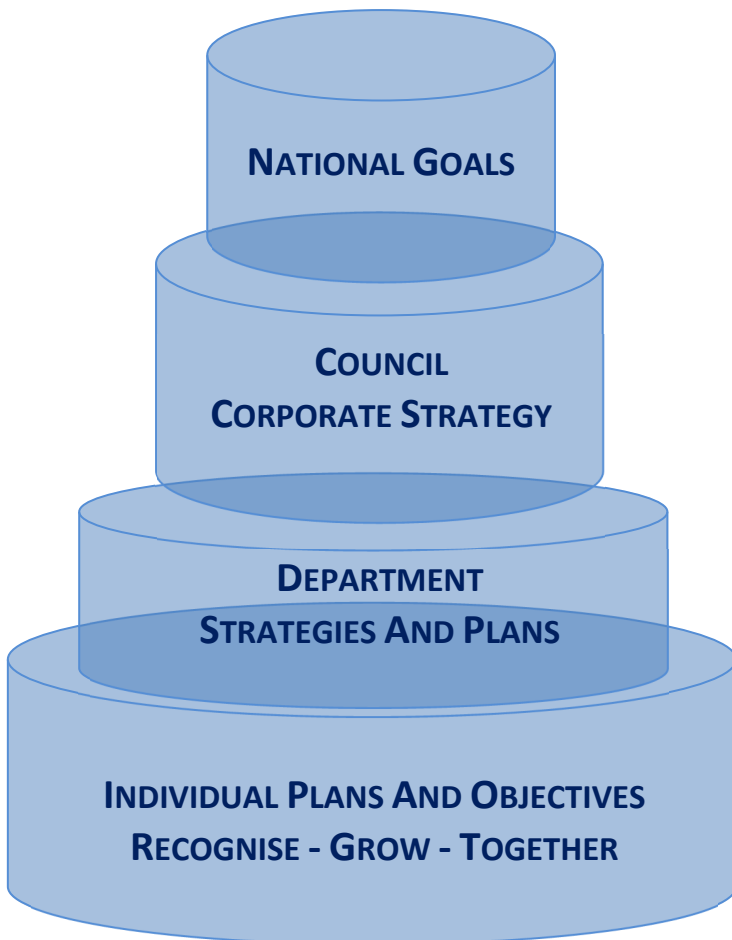 National Goals
Council
Corporate Strategy
Department
Strategies And Plans
Individual Plans And Objectives
Recognise - Grow - Together